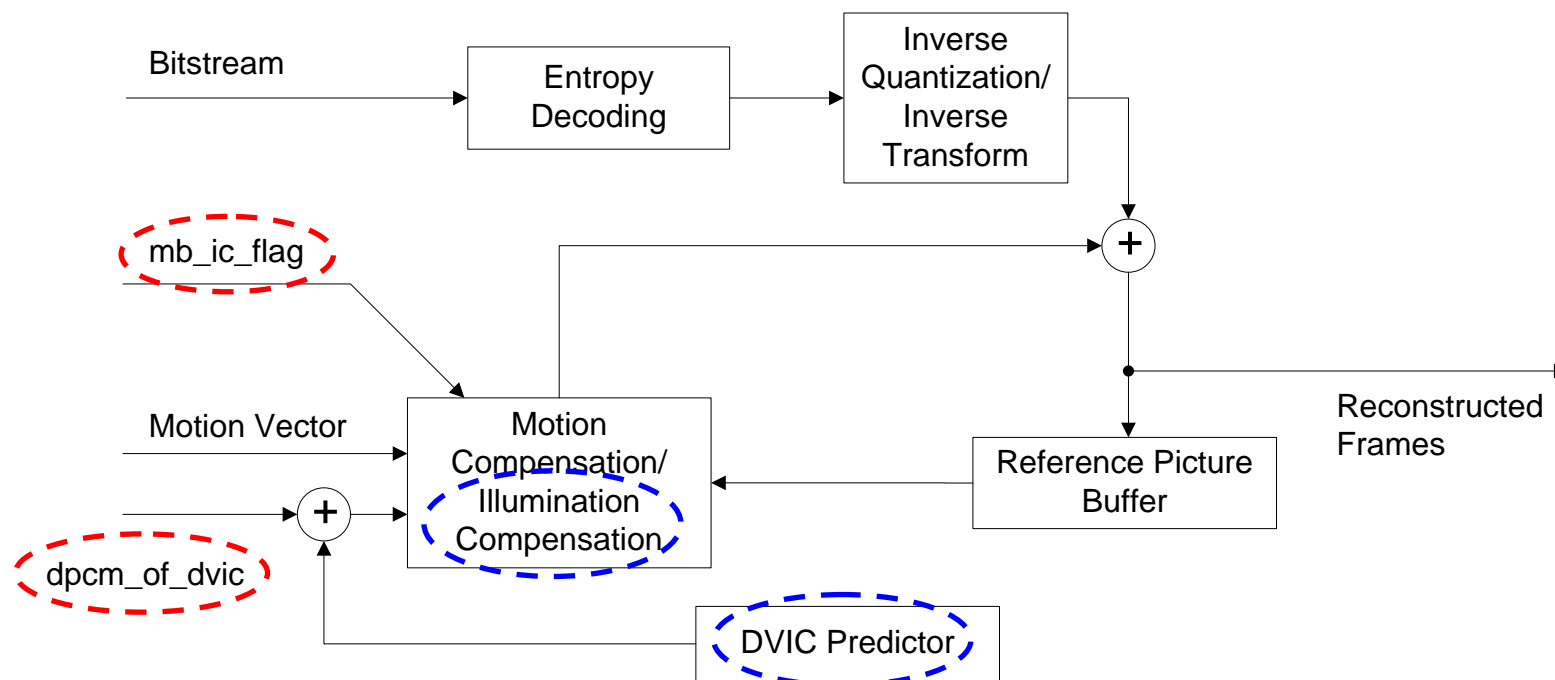 Bitstream
Entropy
Decoding
Inverse
Quantization/
Inverse
Transform
mb_ic_flag
+
Motion Vector
Motion
Compensation/
Illumination
Compensation
Reference Picture
Buffer
Reconstructed
Frames
+
dpcm_of_dvic
DVIC Predictor